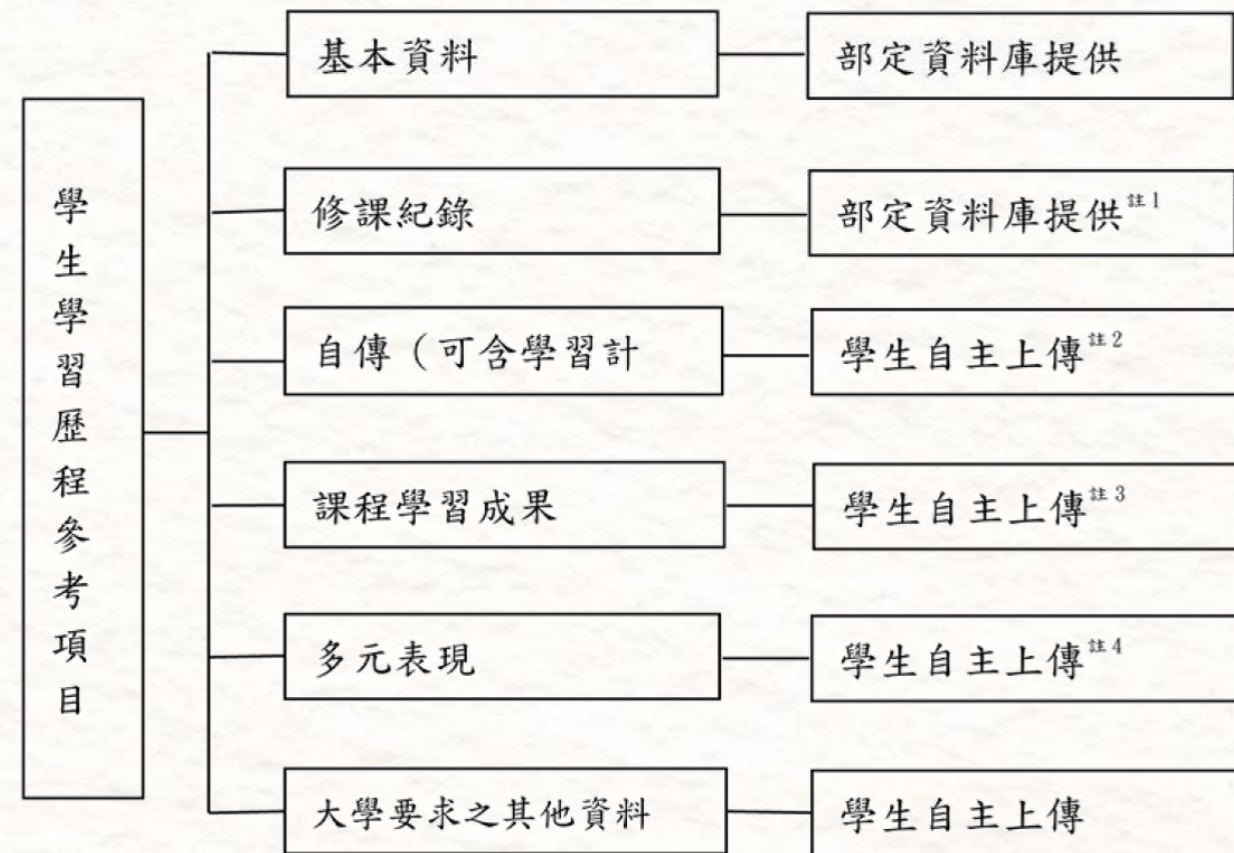 學生學習歷程參考項目
基本資料
部定資料庫提供
修課紀錄
部定資料庫提供註1
自傳（可含學習計
學生自主上傳註2
課程學習成果
學生自主上傳註3
多元表現
學生自主上傳註4
大學要求之其他資料
學生自主上傳